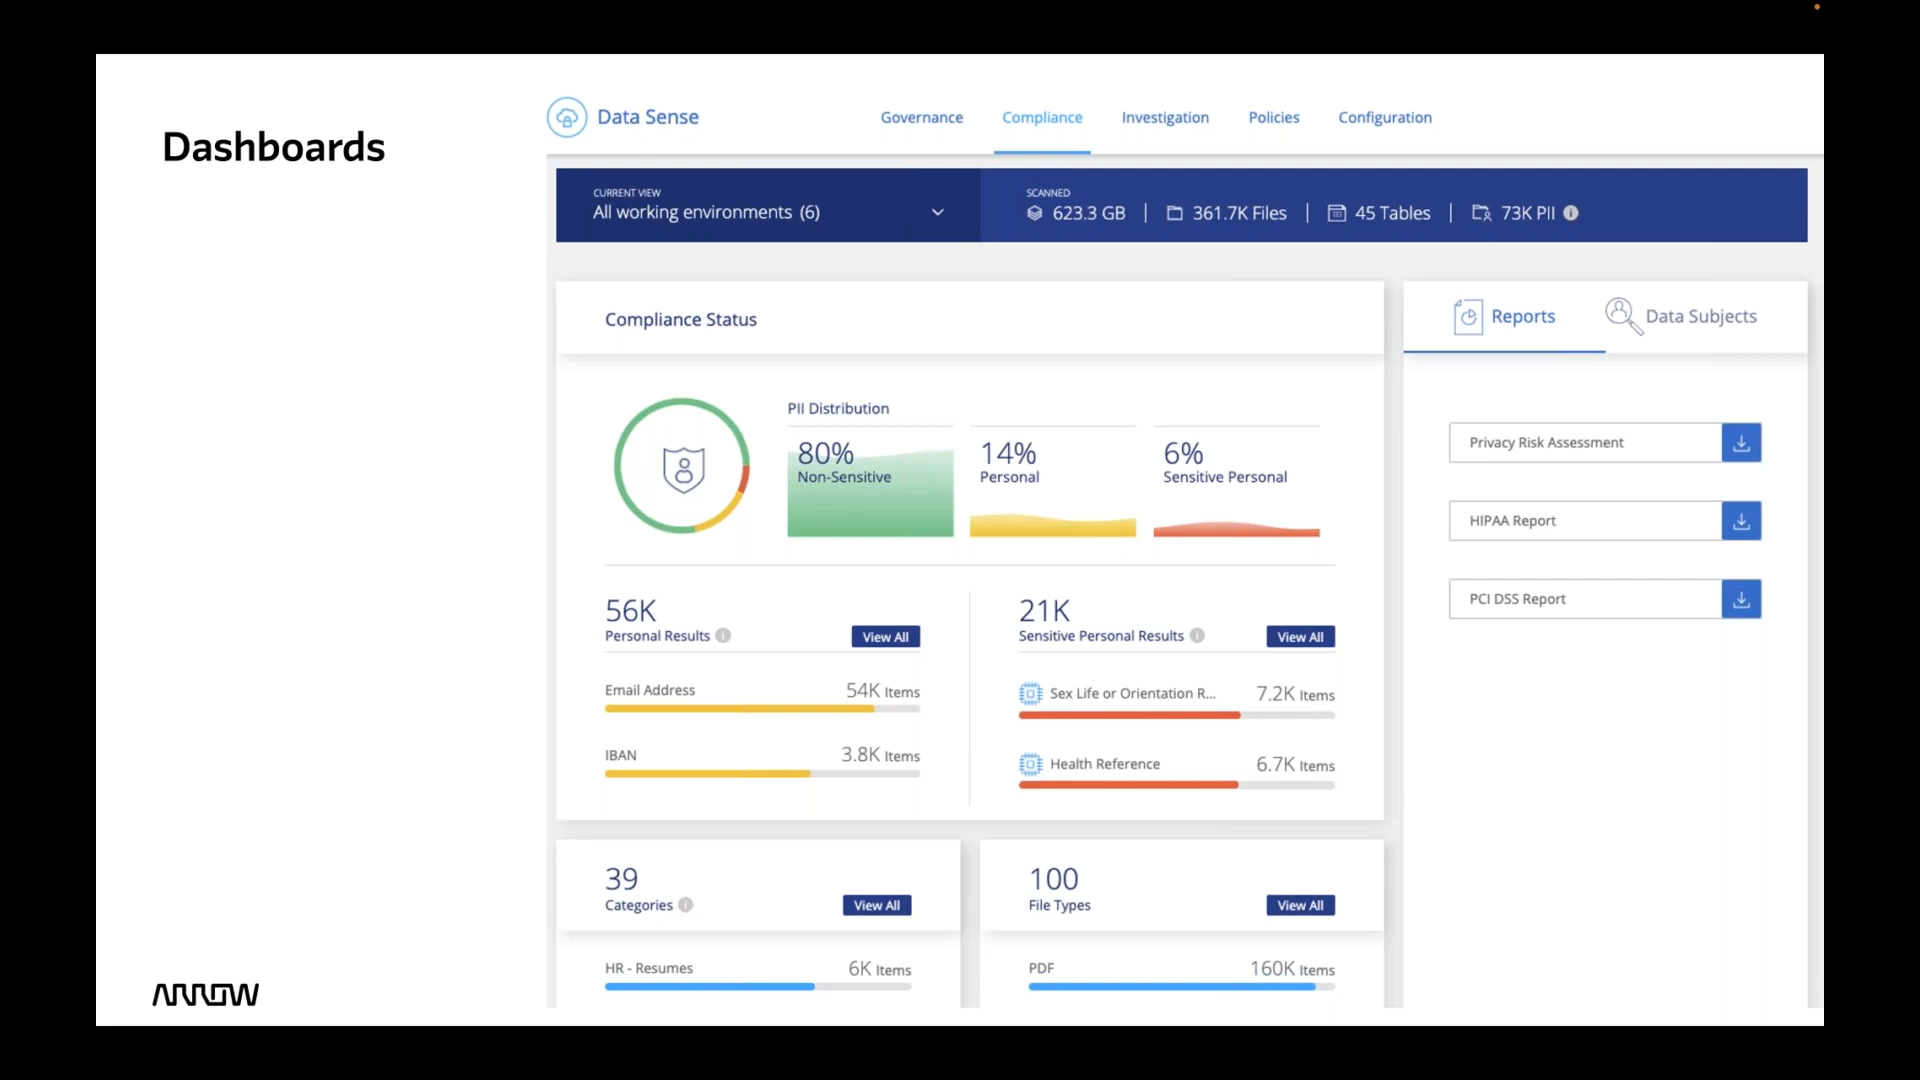 Dashboards
Data Sense
Governance Compliance Investigation Policies Configuration
CURRENT VIEW
All working environments (6)
SCANNED
623.3 GB | 361.7K Files | 45 Tables | 73K PII
Compliance Status
Reports
Data Subjects
PII Distribution
80%
Non-Sensitive
14%
Personal
6%
Sensitive Personal
Privacy Risk Assessment
HIPAA Report
PCI DSS Report
56K
Personal Results
View All
Email Address 54K Items
IBAN 3.8K Items
21K
Sensitive Personal Results
View All
Sex Life or Orientation R... 7.2K Items
Health Reference 6.7K Items
39
Categories
View All
HR - Resumes 6K Items
100
File Types
View All
PDF 160K Items
ARROW